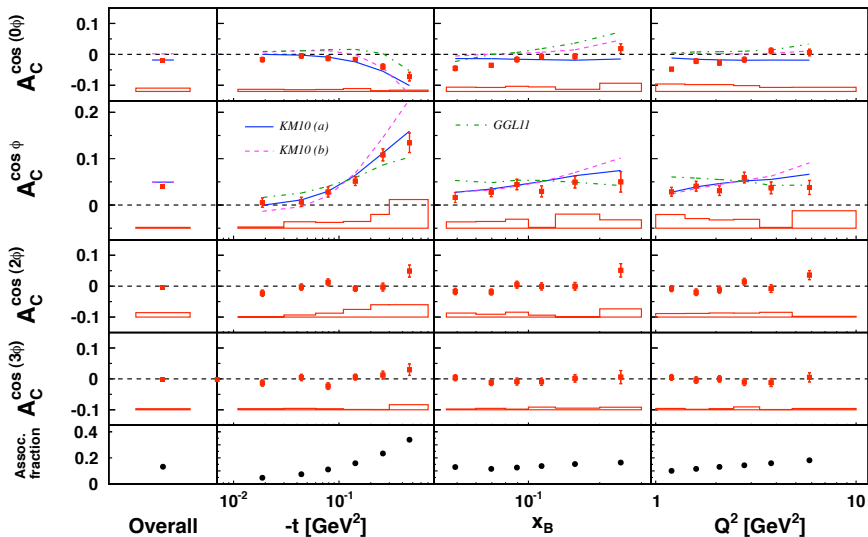 A_C^cos (0φ)
0.1
0
-0.1
A_C^cos φ
0.2
0.1
0
KM10 (a)
KM10 (b)
GGL11
A_C^cos (2φ)
0.1
0
-0.1
A_C^cos (3φ)
0.1
0
-0.1
Assoc.
fraction
0.4
0.2
0
10^-2 10^-1 10^-1 1 10
Overall -t [GeV^2] x_B Q^2 [GeV^2]